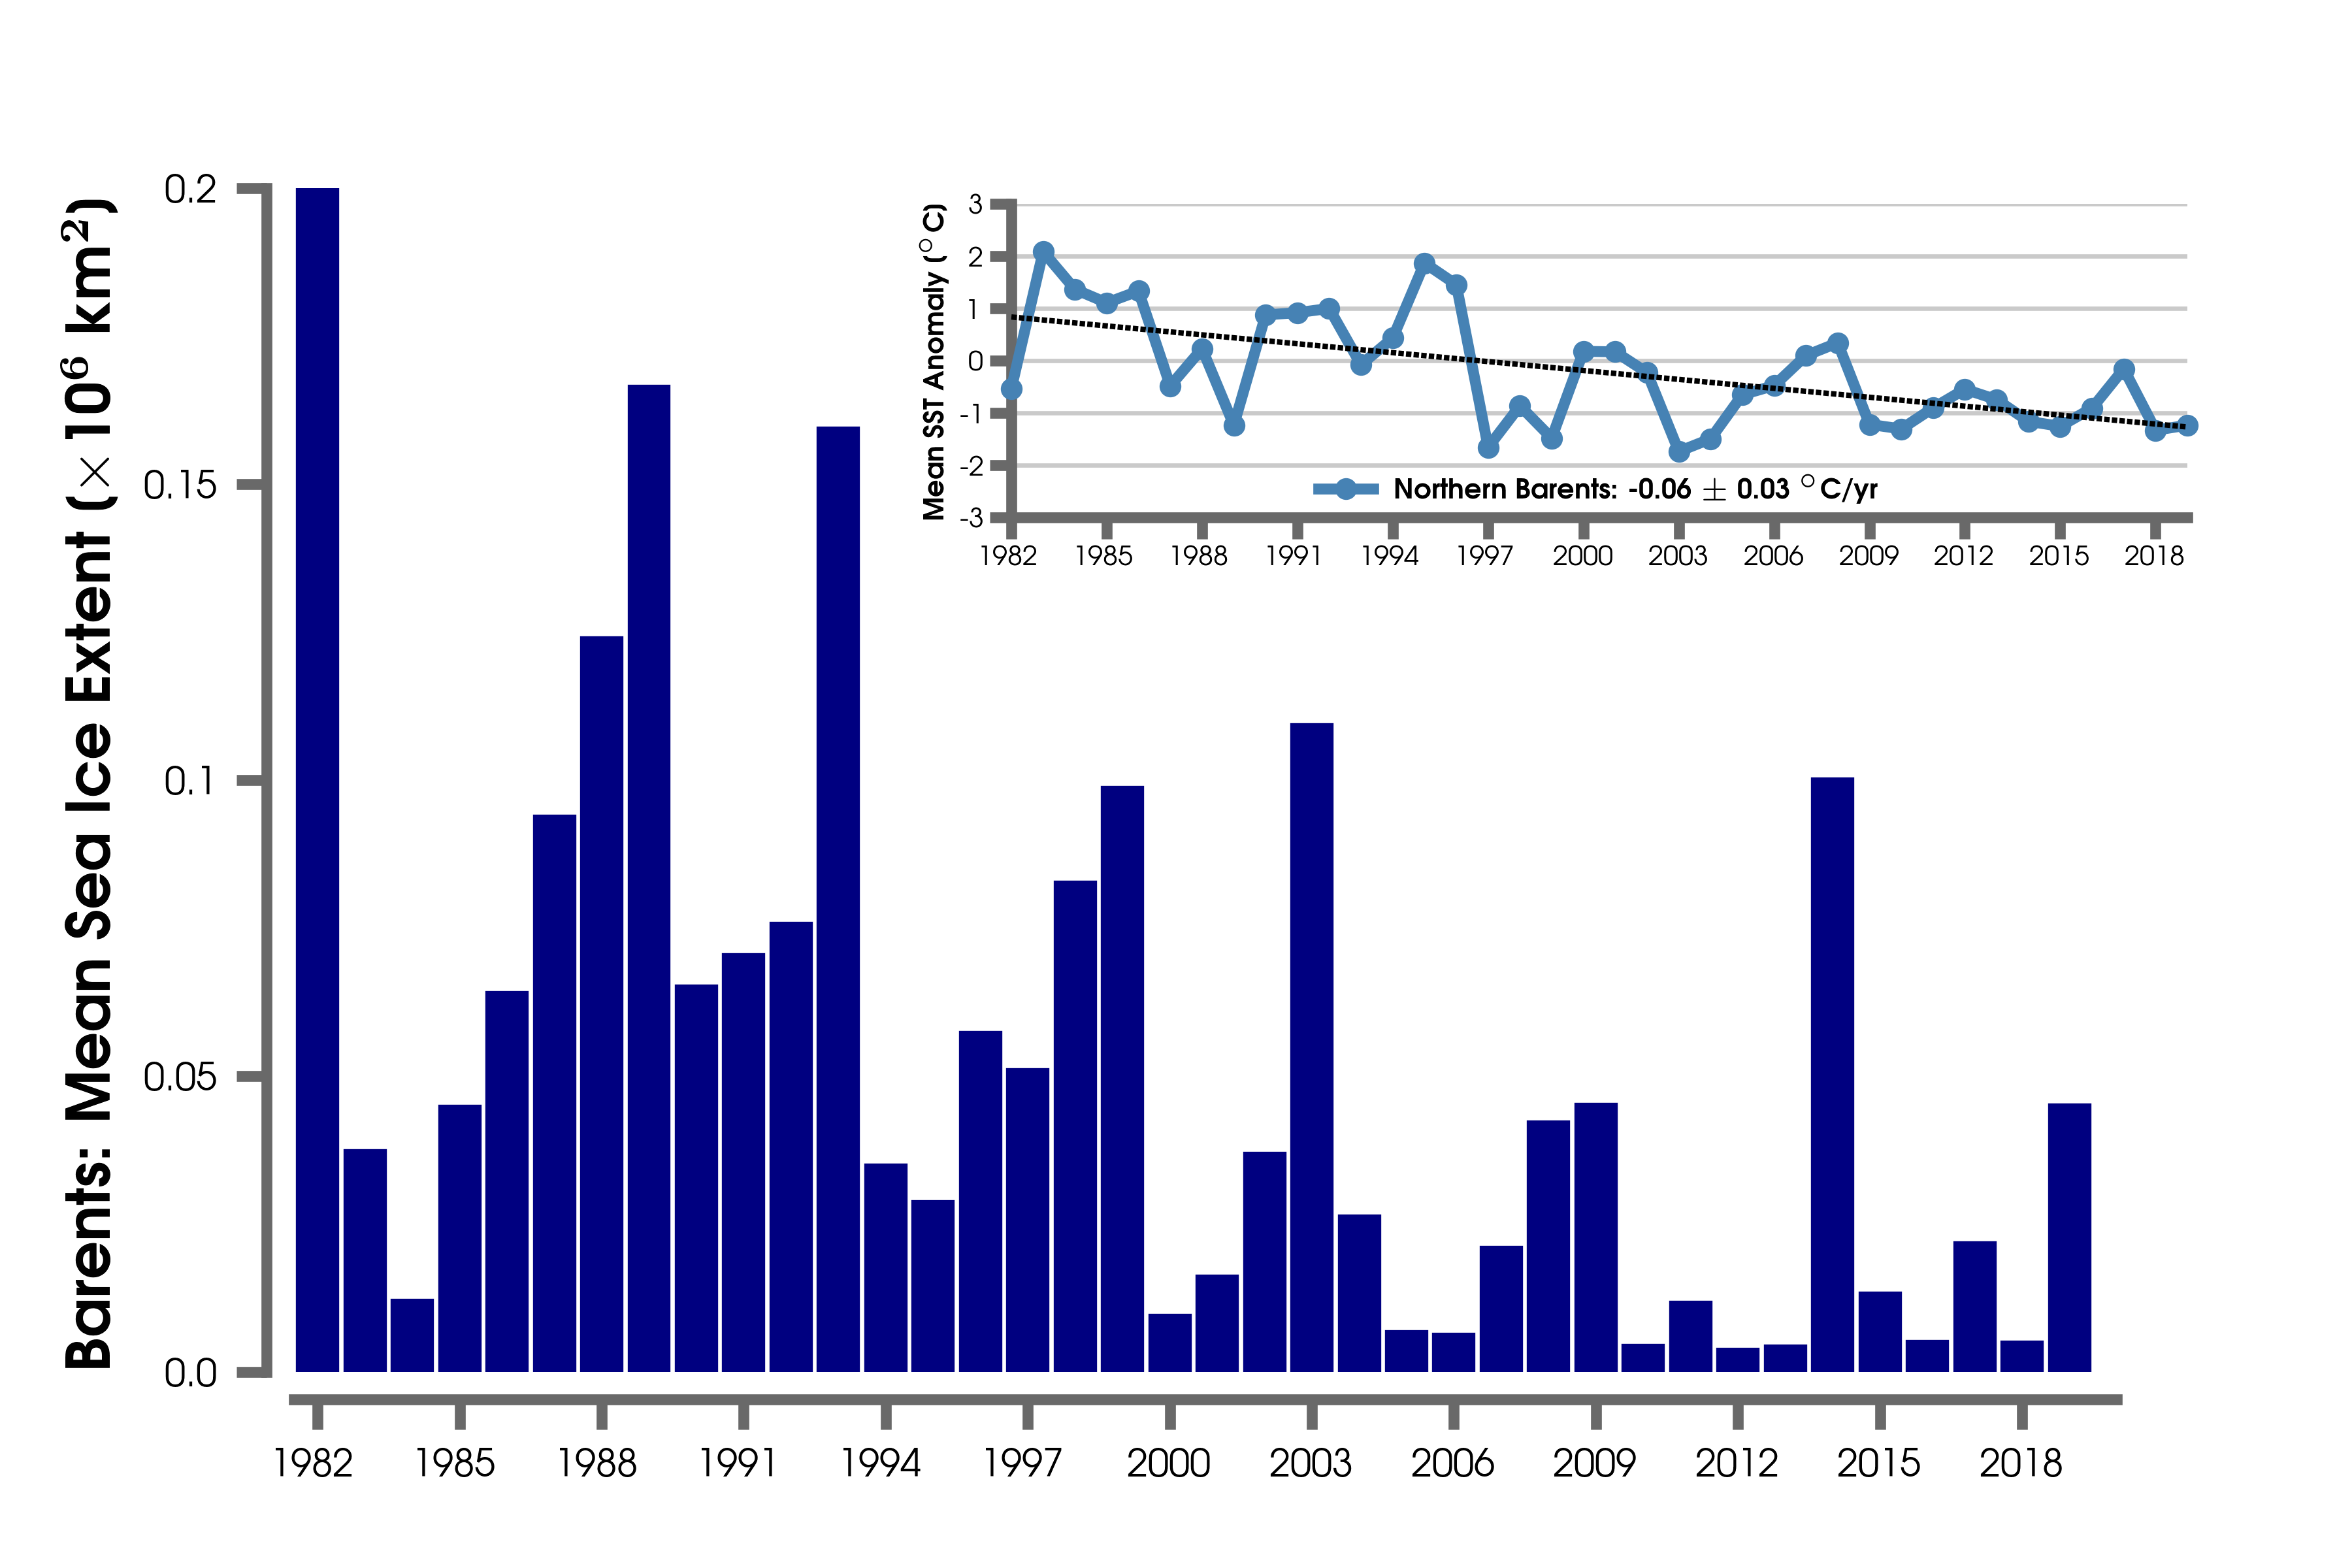 Barents: Mean Sea Ice Extent (× 10⁶ km²)
0.2
0.15
0.1
0.05
0.0
1982 1985 1988 1991 1994 1997 2000 2003 2006 2009 2012 2015 2018
Mean SST Anomaly (°C)
3
2
1
0
-1
-2
-3
Northern Barents: -0.06 ± 0.03 °C/yr
1982 1985 1988 1991 1994 1997 2000 2003 2006 2009 2012 2015 2018